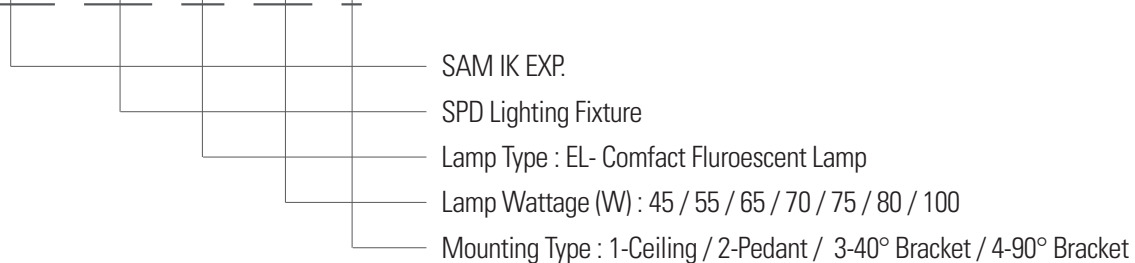 SAM IK EXP.
SPD Lighting Fixture
Lamp Type : EL- Comfact Fluroescent Lamp
Lamp Wattage (W) : 45 / 55 / 65 / 70 / 75 / 80 / 100
Mounting Type : 1-Ceiling / 2-Pedant / 3-40° Bracket / 4-90° Bracket